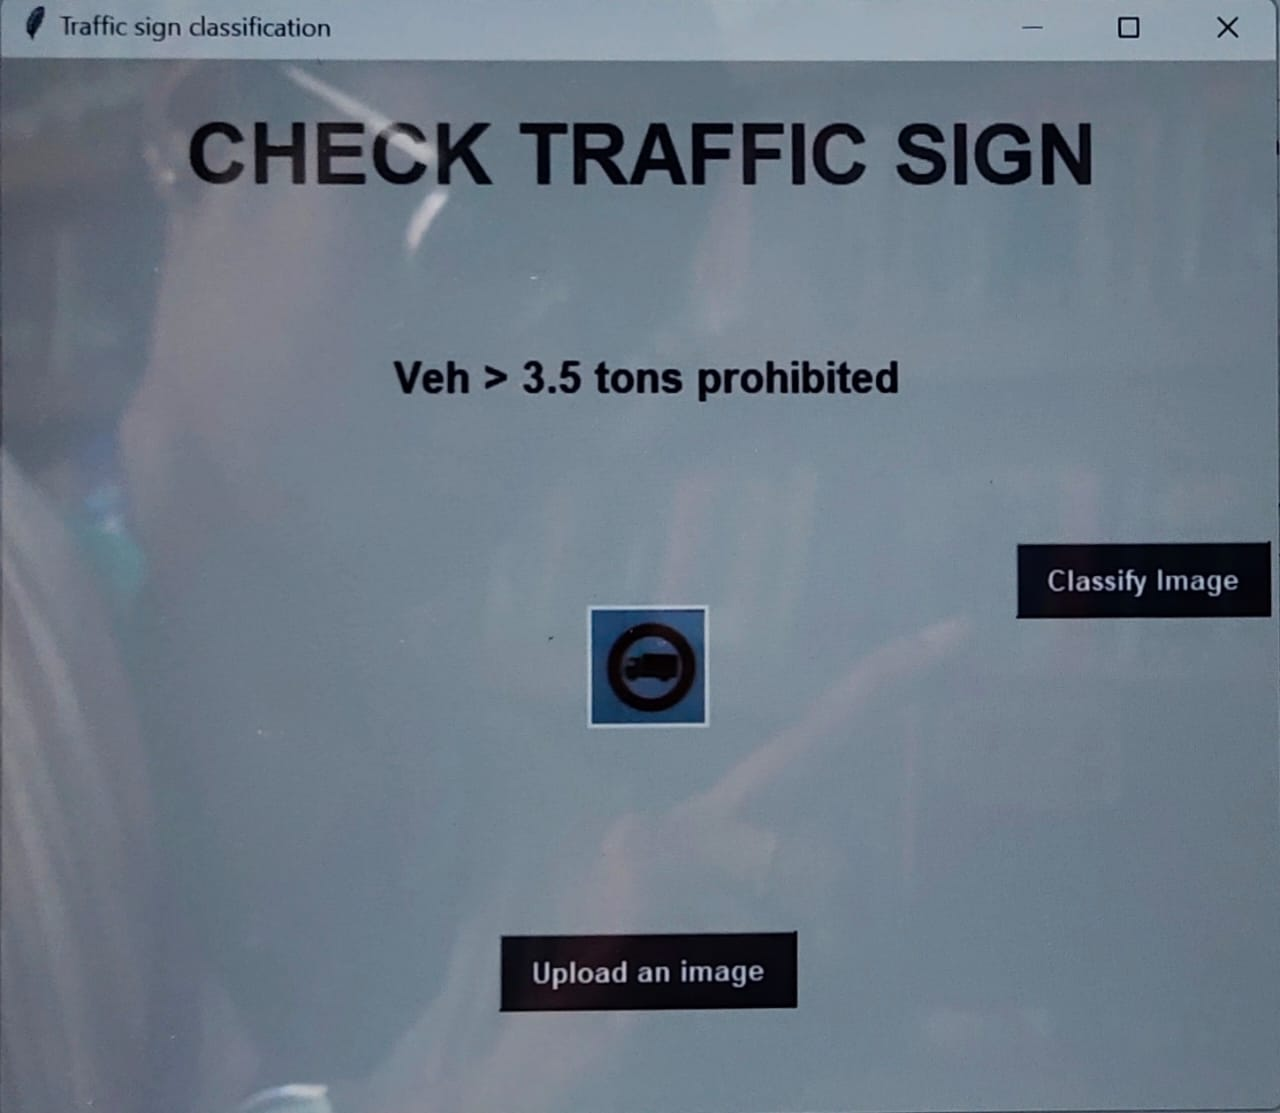 Traffic sign classification
CHECK TRAFFIC SIGN
Veh > 3.5 tons prohibited
Classify Image
Upload an image